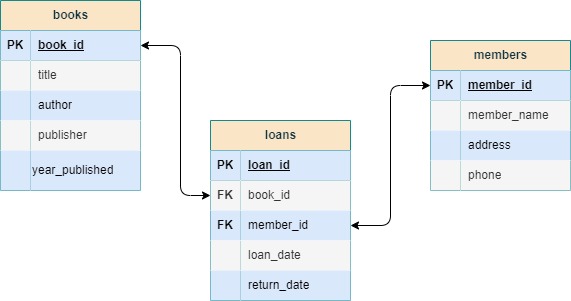 books
PK book_id
title
author
publisher
year_published
loans
PK loan_id
FK book_id
FK member_id
loan_date
return_date
members
PK member_id
member_name
address
phone